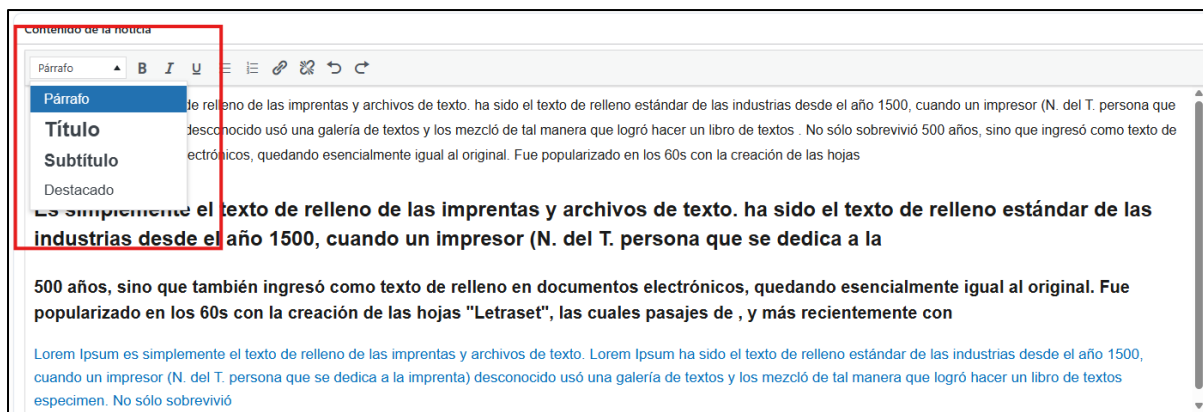 Contenido de la noticia
Párrafo B I U
Párrafo
Título
Subtítulo
Destacado
de relleno de las imprentas y archivos de texto. ha sido el texto de relleno estándar de las industrias desde el año 1500, cuando un impresor (N. del T. persona que
desconocido usó una galería de textos y los mezcló de tal manera que logró hacer un libro de textos . No sólo sobrevivió 500 años, sino que ingresó como texto de
ectrónicos, quedando esencialmente igual al original. Fue popularizado en los 60s con la creación de las hojas
Es simplemente el texto de relleno de las imprentas y archivos de texto. ha sido el texto de relleno estándar de las
industrias desde el año 1500, cuando un impresor (N. del T. persona que se dedica a la
500 años, sino que también ingresó como texto de relleno en documentos electrónicos, quedando esencialmente igual al original. Fue
popularizado en los 60s con la creación de las hojas "Letraset", las cuales pasajes de , y más recientemente con
Lorem Ipsum es simplemente el texto de relleno de las imprentas y archivos de texto. Lorem Ipsum ha sido el texto de relleno estándar de las industrias desde el año 1500,
cuando un impresor (N. del T. persona que se dedica a la imprenta) desconocido usó una galería de textos y los mezcló de tal manera que logró hacer un libro de textos
especimen. No sólo sobrevivió